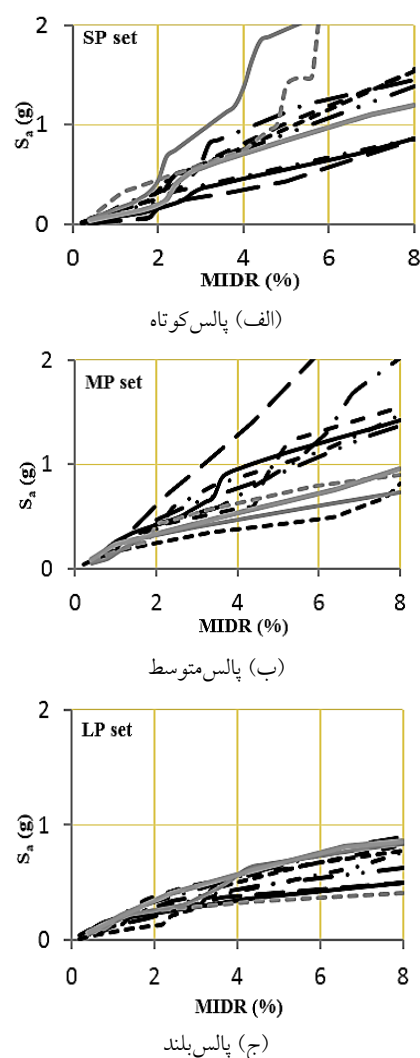 2
SP set
1
0
Sa (g)
0 2 4 6 8
MIDR (%)
(الف) پالس‌کوتاه
2
MP set
1
0
Sa (g)
0 2 4 6 8
MIDR (%)
(ب) پالس‌متوسط
2
LP set
1
0
Sa (g)
0 2 4 6 8
MIDR (%)
(ج) پالس‌بلند